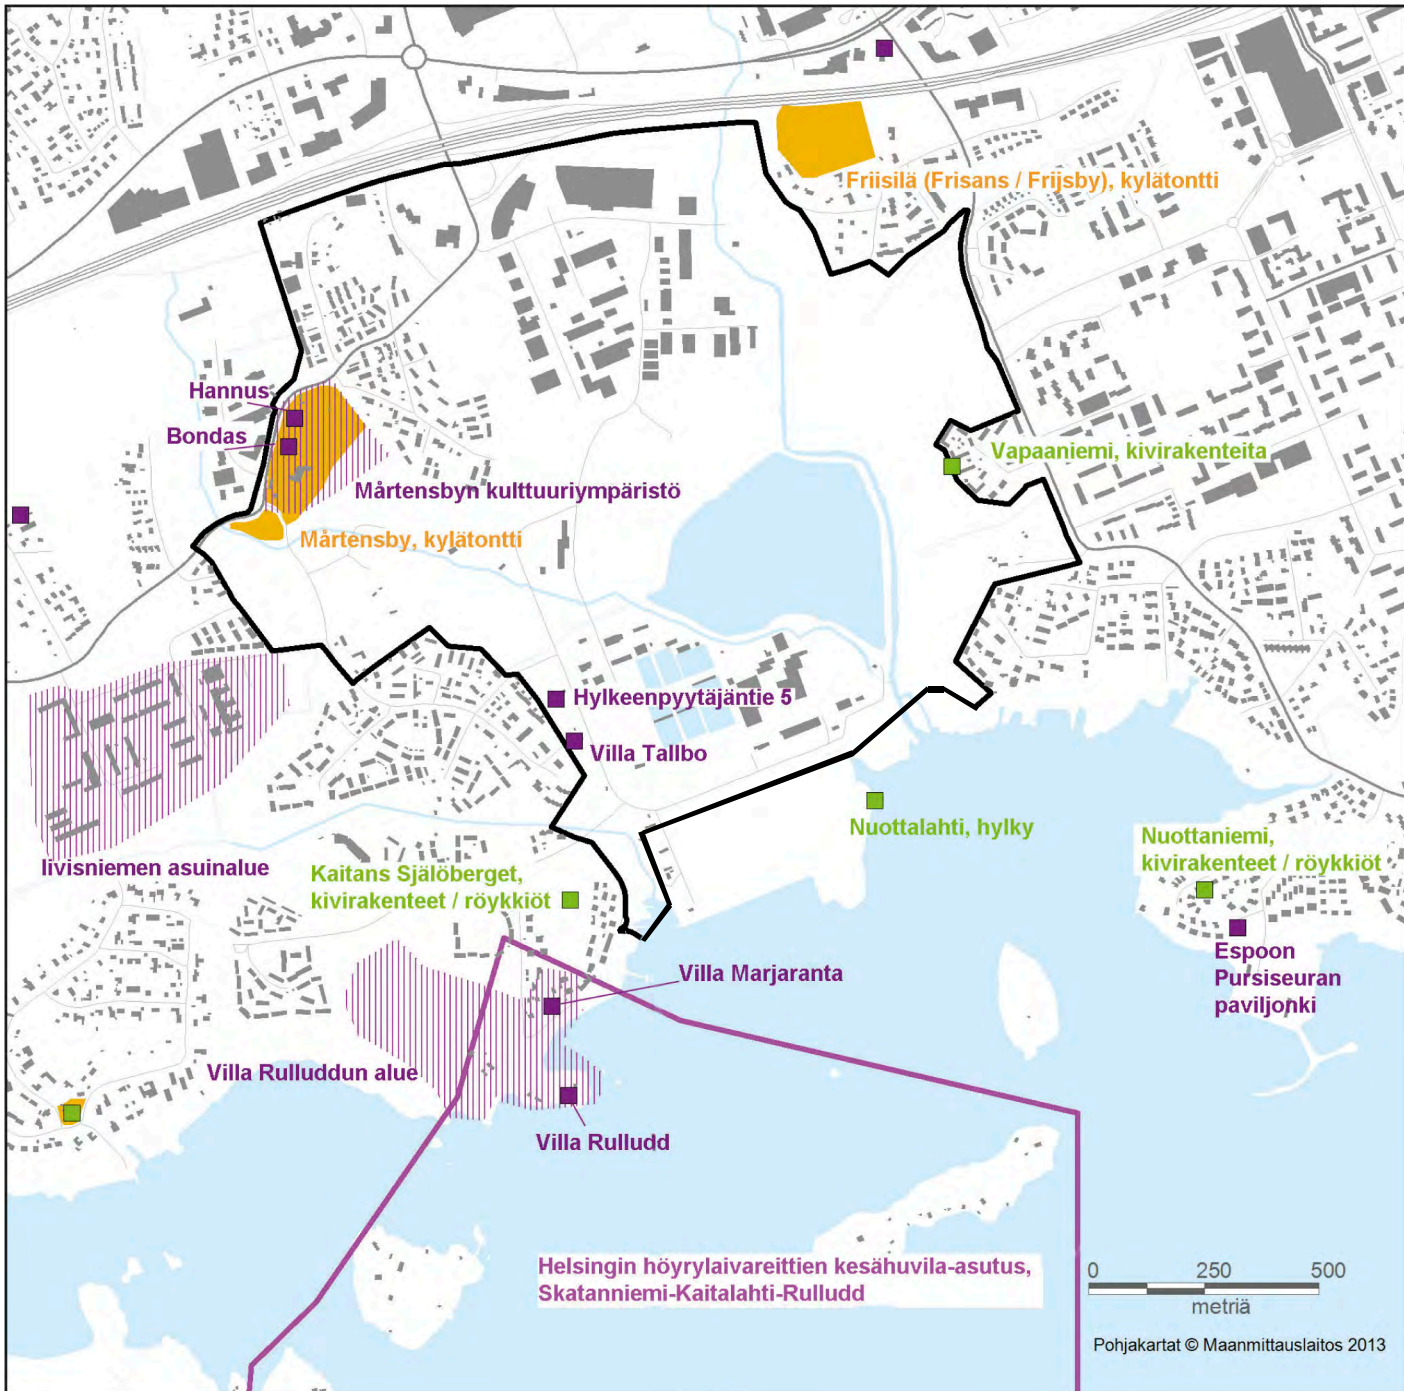 Friisilä (Frisans / Frijsby), kylätontti
Hannus
Bondas
Vapaaniemi, kivirakenteita
Mårtensbyn kulttuuriympäristö
Mårtensby, kylätontti
Hylkeenpyytäjäntie 5
Villa Tallbo
Nuottalahti, hylky
Nuottaniemi,
kivirakenteet / röykkiöt
Iivisniemen asuinalue
Kaitans Själöberget,
kivirakenteet / röykkiöt
Espoon
Pursiseuran
paviljonki
Villa Marjaranta
Villa Rulluddun alue
Villa Rulludd
Helsingin höyrylaivareittien kesähuvila-asutus,
Skatanniemi-Kaitalahti-Rulludd
0 250 500
metriä
Pohjakartat © Maanmittauslaitos 2013